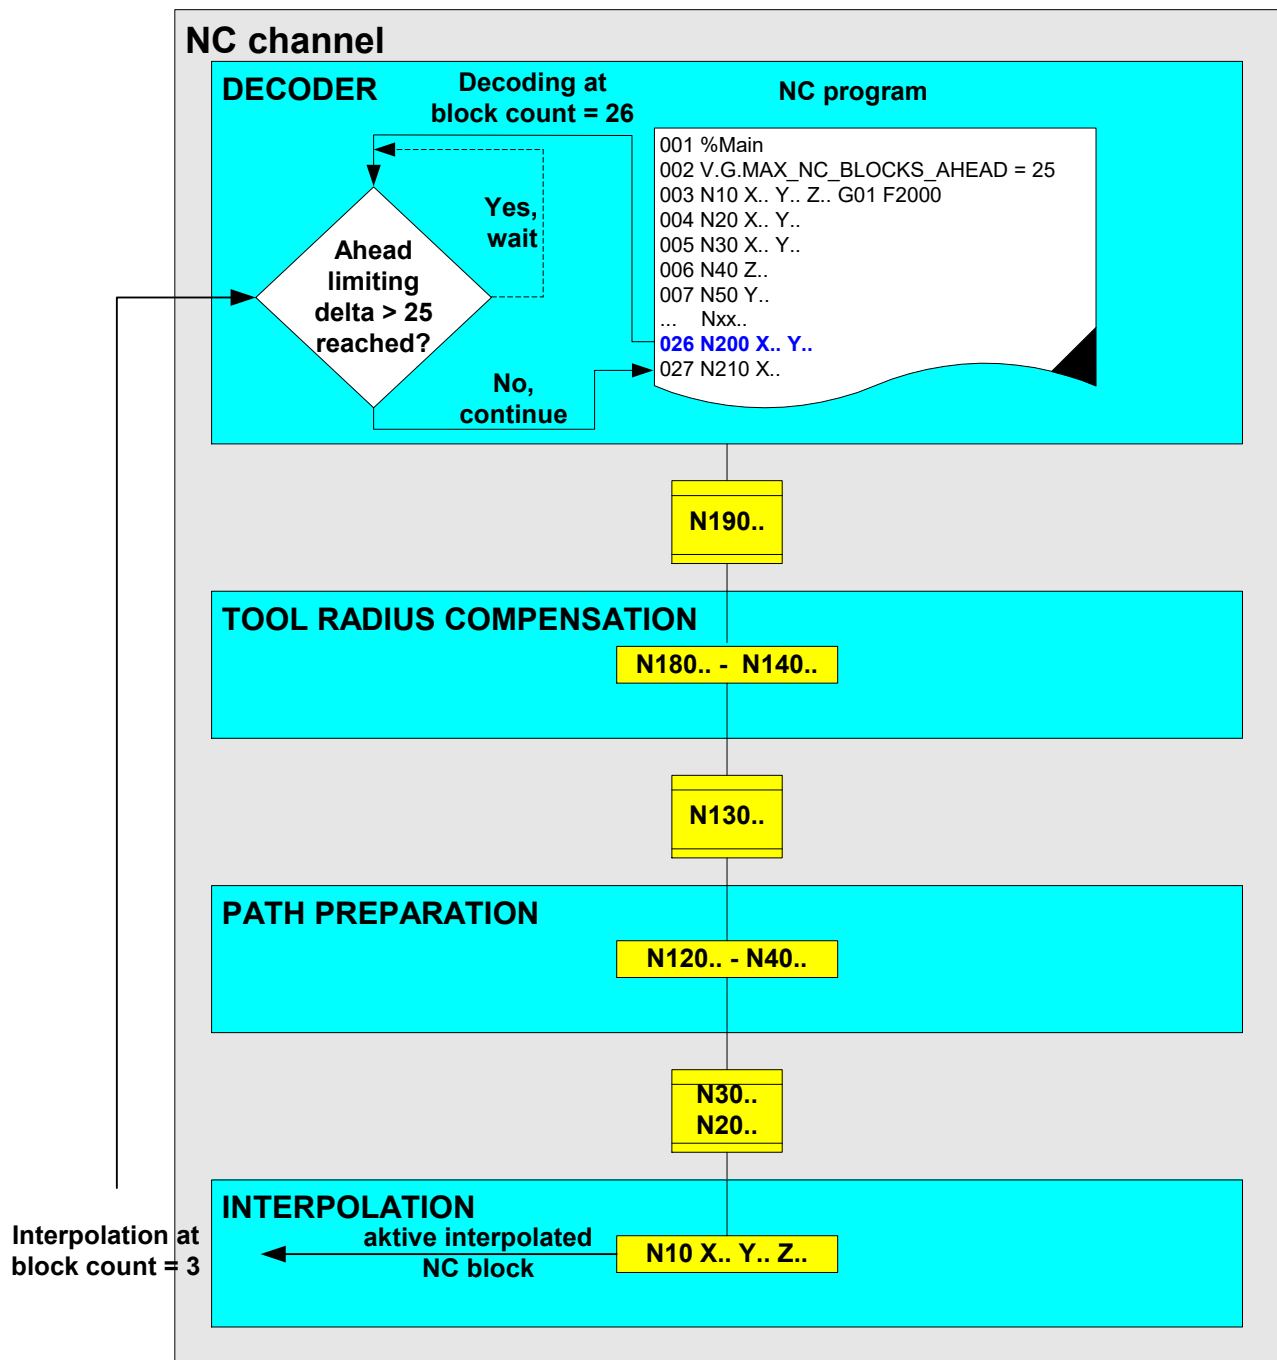 NC channel
DECODER
Decoding at
block count = 26
NC program
001 %Main
002 V.G.MAX_NC_BLOCKS_AHEAD = 25
003 N10 X.. Y.. Z.. G01 F2000
004 N20 X.. Y..
005 N30 X.. Y..
006 N40 Z..
007 N50 Y..
... Nxx..
026 N200 X.. Y..
027 N210 X..
Yes,
wait
Ahead
limiting
delta > 25
reached?
No,
continue
N190..
TOOL RADIUS COMPENSATION
N180.. - N140..
N130..
PATH PREPARATION
N120.. - N40..
N30..
N20..
INTERPOLATION
Interpolation at
block count = 3
aktive interpolated
NC block
N10 X.. Y.. Z..